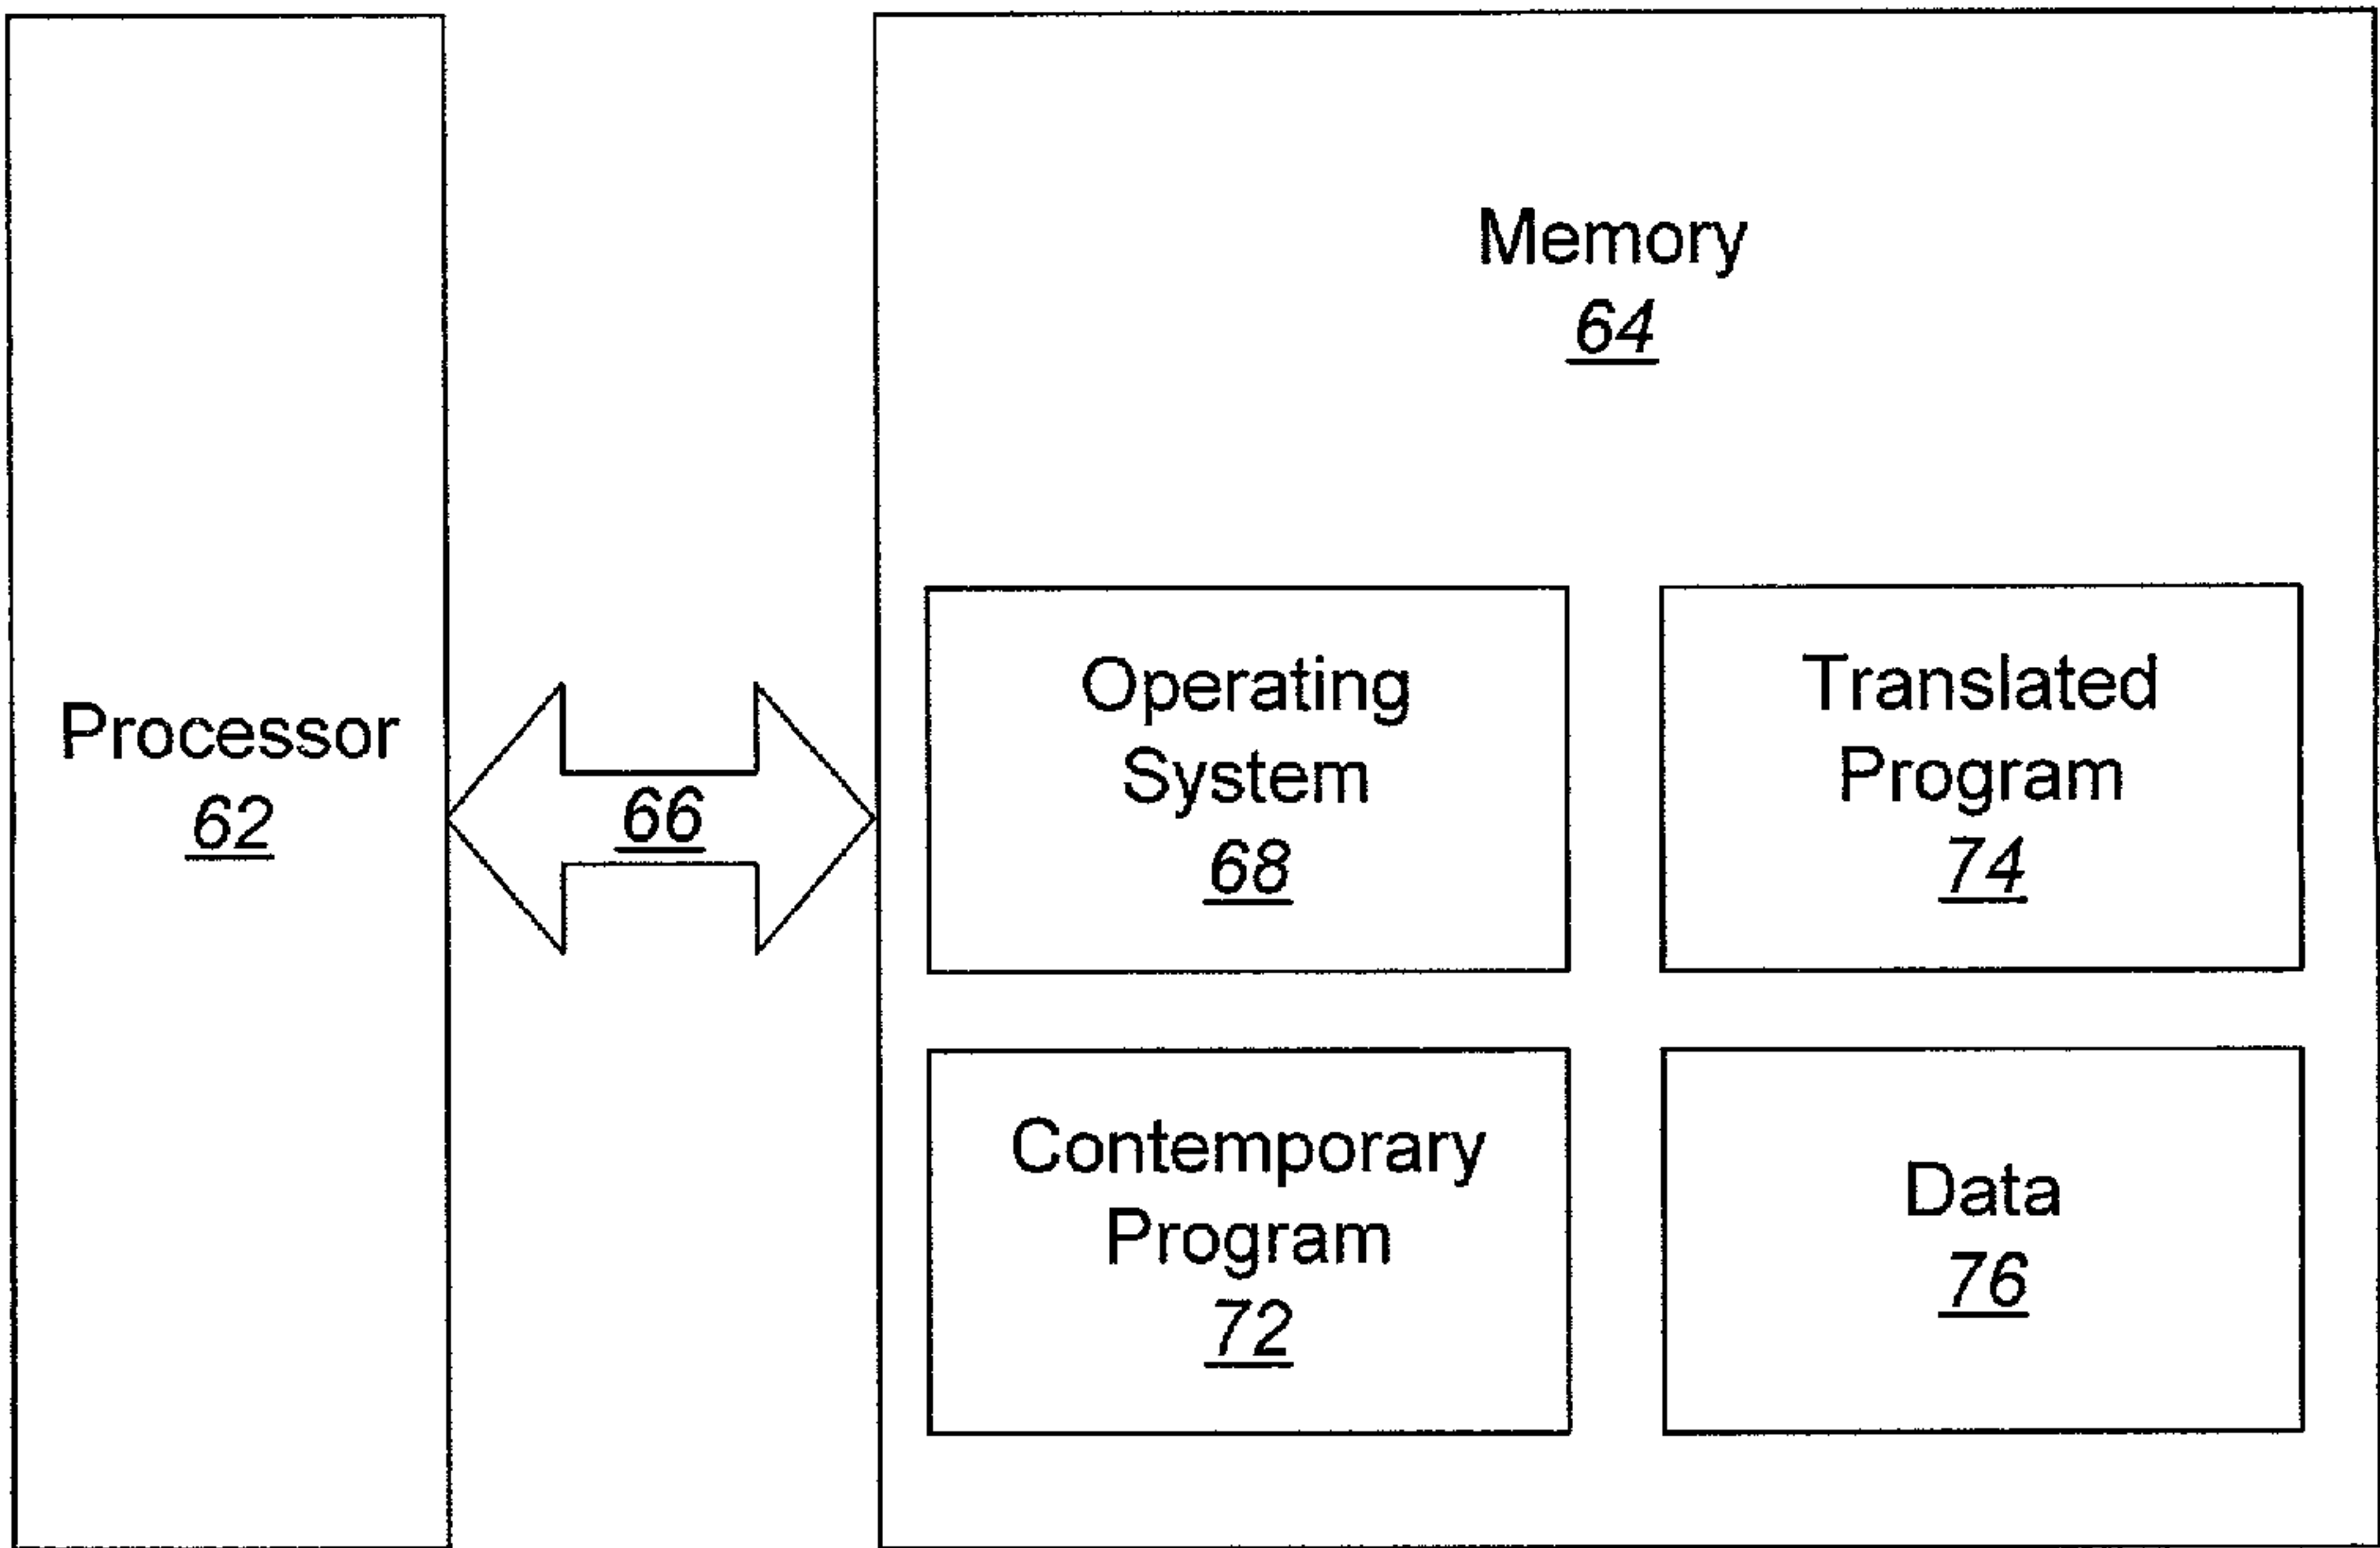 Processor
62
66
Memory
64
Operating
System
68
Translated
Program
74
Contemporary
Program
72
Data
76